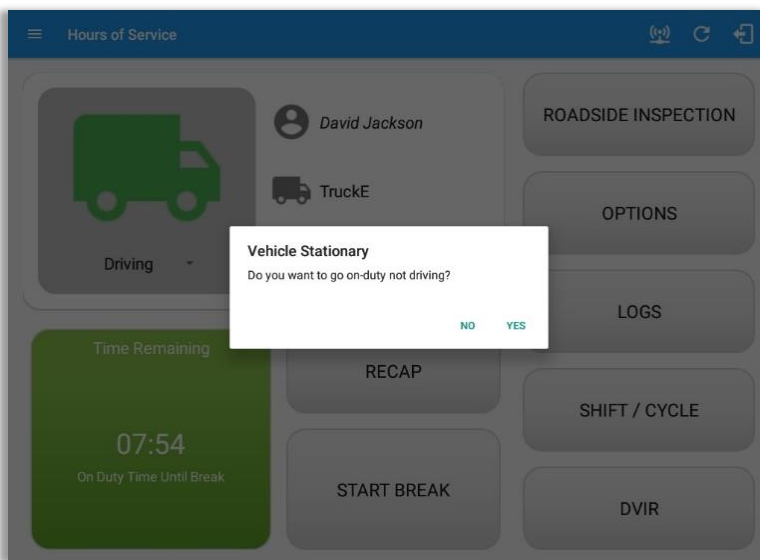 Hours of Service
David Jackson
TruckE
Driving
Vehicle Stationary
Do you want to go on-duty not driving?
NO YES
Time Remaining
07:54
On Duty Time Until Break
RECAP
START BREAK
ROADSIDE INSPECTION
OPTIONS
LOGS
SHIFT / CYCLE
DVIR